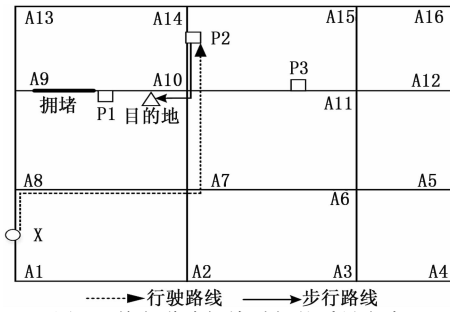 A13 A14 A15 A16
P2
P3
A9 A10 A11 A12
拥堵 P1 目的地
A8 A7 A6 A5
X
A1 A2 A3 A4
行驶路线 步行路线